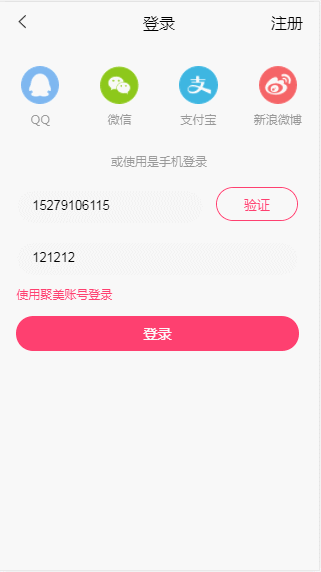 登录 注册
QQ 微信 支付宝 新浪微博
或使用是手机登录
15279106115 验证
121212
使用聚美账号登录
登录